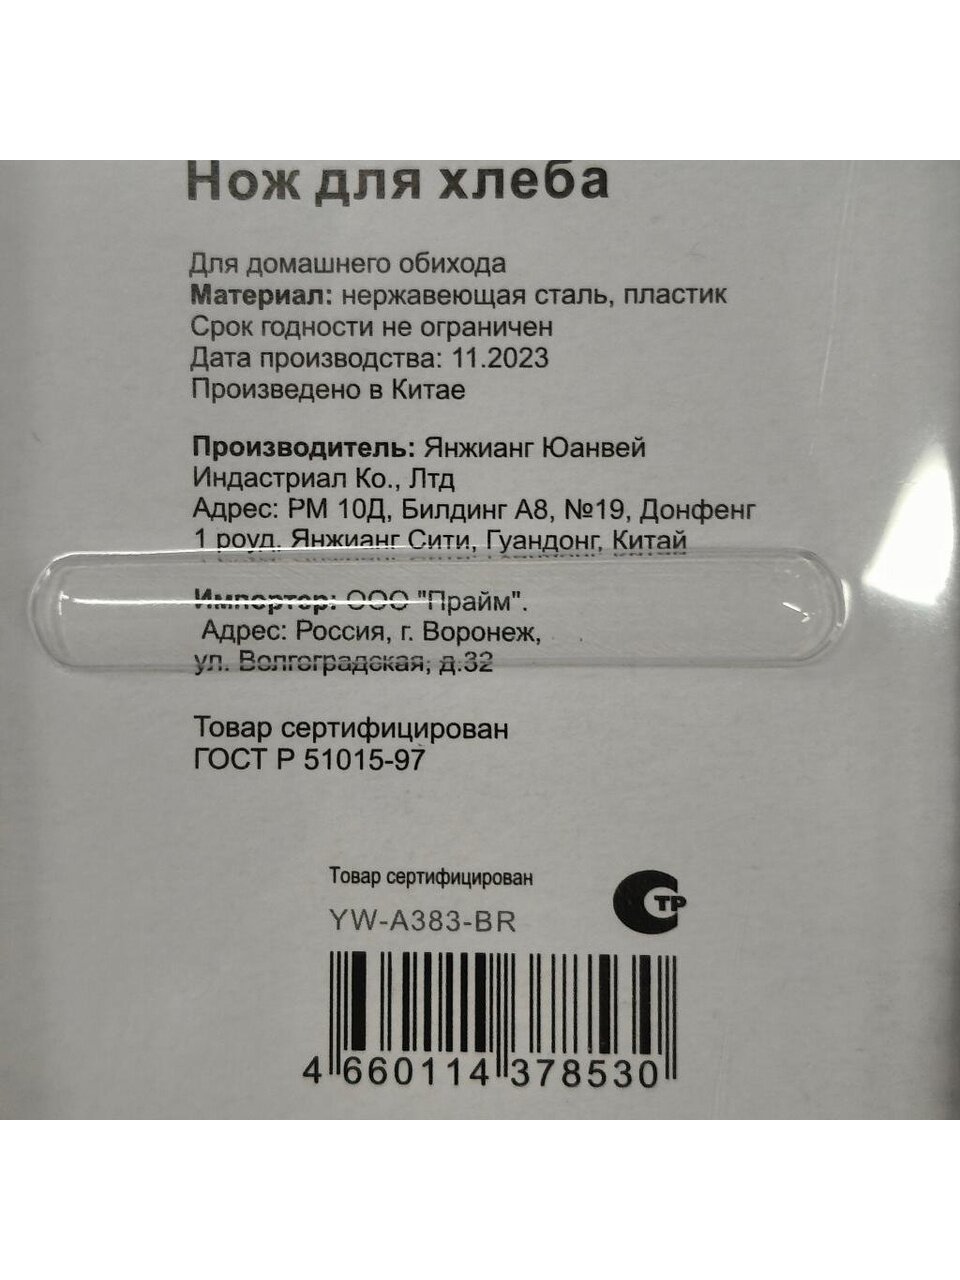 Нож для хлеба
Для домашнего обихода
Материал: нержавеющая сталь, пластик
Срок годности не ограничен
Дата производства: 11.2023
Произведено в Китае
Производитель: Янжианг Юанвей
Индастриал Ко., Лтд
Адрес: РМ 10Д, Билдинг А8, №19, Донфенг
1 роуд, Янжианг Сити, Гуандонг, Китай
Импортер: ООО "Прайм".
Адрес: Россия, г. Воронеж,
ул. Волгоградская, д.32
Товар сертифицирован
ГОСТ Р 51015-97
Товар сертифицирован
YW-A383-BR
ТР
4 660114 378530